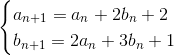 a_{n+1} = a_n + 2b_n + 2
b_{n+1} = 2a_n + 3b_n + 1